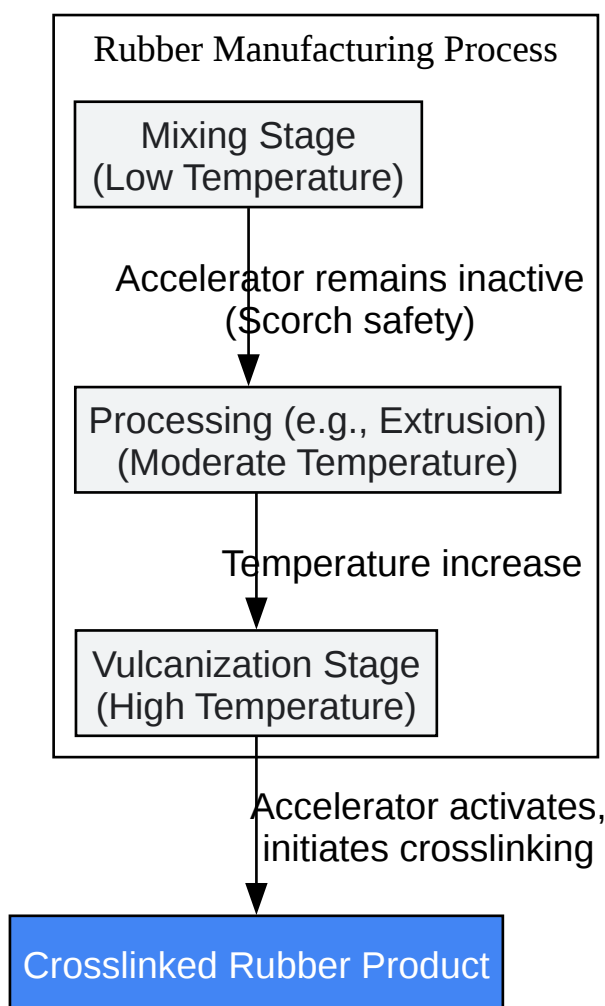 Rubber Manufacturing Process
Mixing Stage
(Low Temperature)
Accelerator remains inactive
(Scorch safety)
Processing (e.g., Extrusion)
(Moderate Temperature)
Temperature increase
Vulcanization Stage
(High Temperature)
Accelerator activates,
initiates crosslinking
Crosslinked Rubber Product